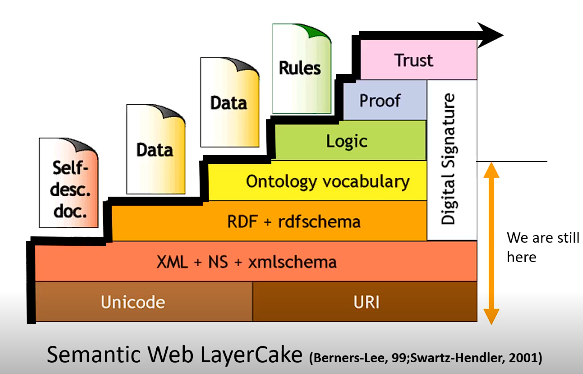 Rules
Trust
Data
Proof
Data
Logic
Digital Signature
Self-
desc.
doc.
Ontology vocabulary
RDF + rdfschema
We are still
here
XML + NS + xmlschema
Unicode
URI
Semantic Web LayerCake (Berners-Lee, 99;Swartz-Hendler, 2001)